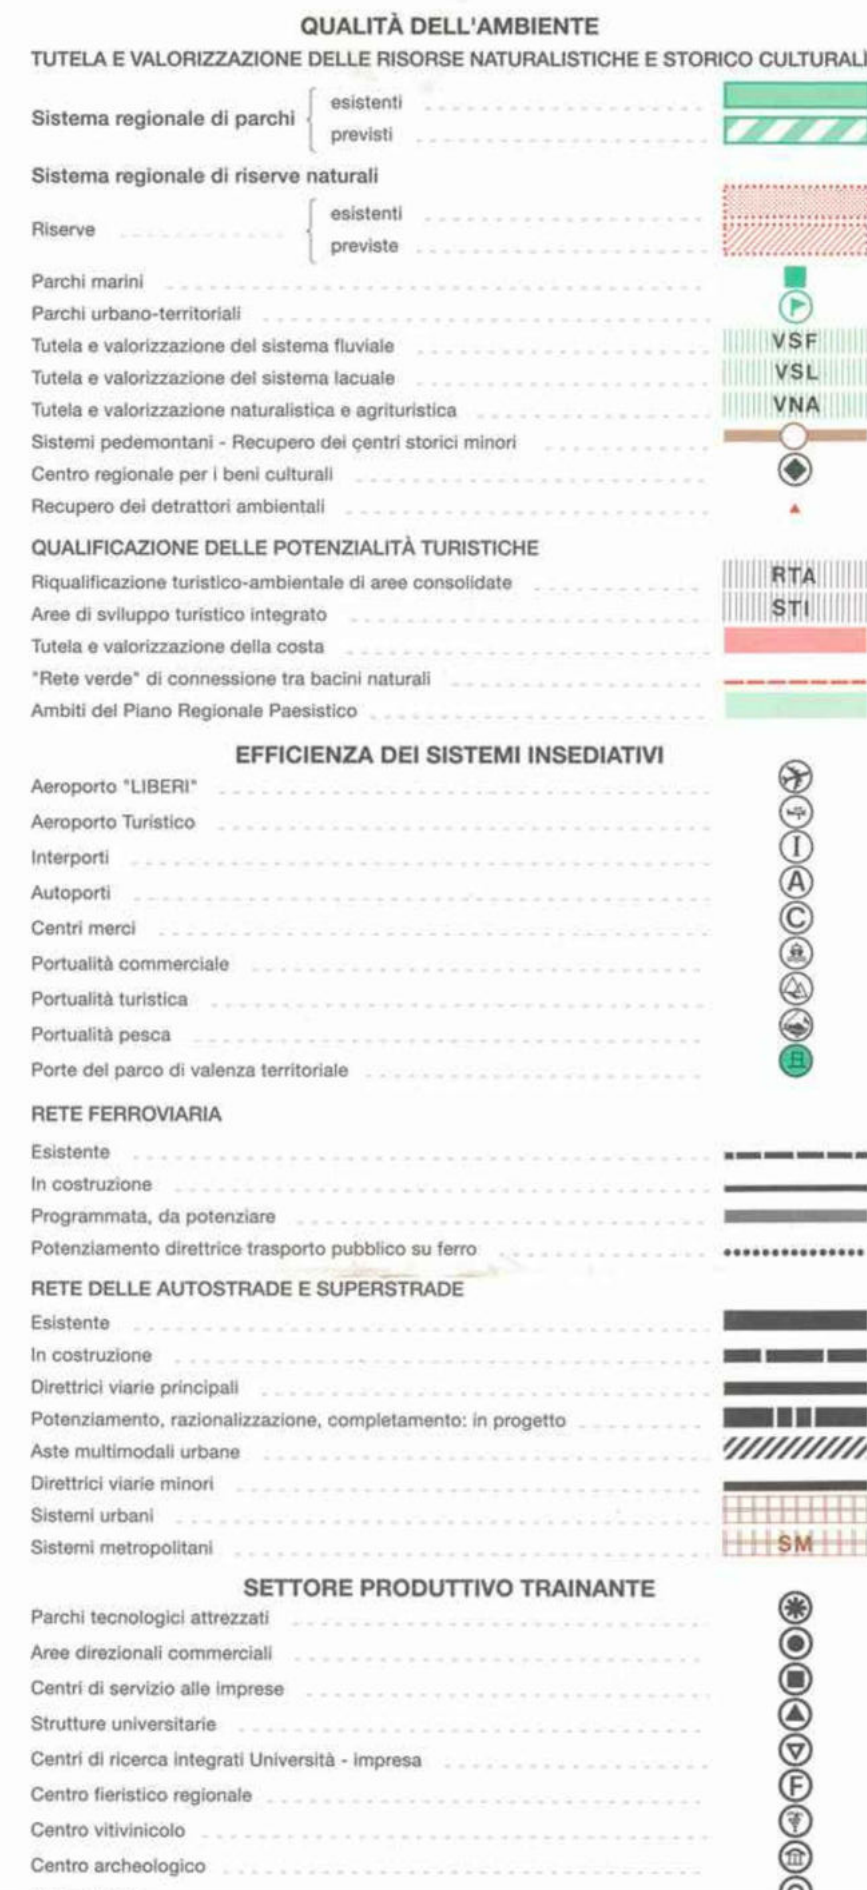 QUALITÀ DELL'AMBIENTE
TUTELA E VALORIZZAZIONE DELLE RISORSE NATURALISTICHE E STORICO CULTURALI
Sistema regionale di parchi
esistenti
previsti
Sistema regionale di riserve naturali
Riserve
esistenti
previste
Parchi marini
Parchi urbano-territoriali
Tutela e valorizzazione del sistema fluviale VSF
Tutela e valorizzazione del sistema lacuale VSL
Tutela e valorizzazione naturalistica e agrituristica VNA
Sistemi pedemontani - Recupero dei centri storici minori
Centro regionale per i beni culturali
Recupero dei detrattori ambientali
QUALIFICAZIONE DELLE POTENZIALITÀ TURISTICHE
Riqualificazione turistico-ambientale di aree consolidate RTA
Aree di sviluppo turistico integrato STI
Tutela e valorizzazione della costa
"Rete verde" di connessione tra bacini naturali
Ambiti del Piano Regionale Paesistico
EFFICIENZA DEI SISTEMI INSEDIATIVI
Aeroporto "LIBERI"
Aeroporto Turistico
Interporti I
Autoporti A
Centri merci C
Portualità commerciale
Portualità turistica
Portualità pesca
Porte del parco di valenza territoriale
RETE FERROVIARIA
Esistente
In costruzione
Programmata, da potenziare
Potenziamento direttrice trasporto pubblico su ferro
RETE DELLE AUTOSTRADE E SUPERSTRADE
Esistente
In costruzione
Direttrici viarie principali
Potenziamento, razionalizzazione, completamento: in progetto
Aste multimodali urbane
Direttrici viarie minori
Sistemi urbani
Sistemi metropolitani SM
SETTORE PRODUTTIVO TRAINANTE
Parchi tecnologici attrezzati
Aree direzionali commerciali
Centri di servizio alle imprese
Strutture universitarie
Centri di ricerca integrati Università - impresa
Centro fieristico regionale F
Centro vitivinicolo
Centro archeologico